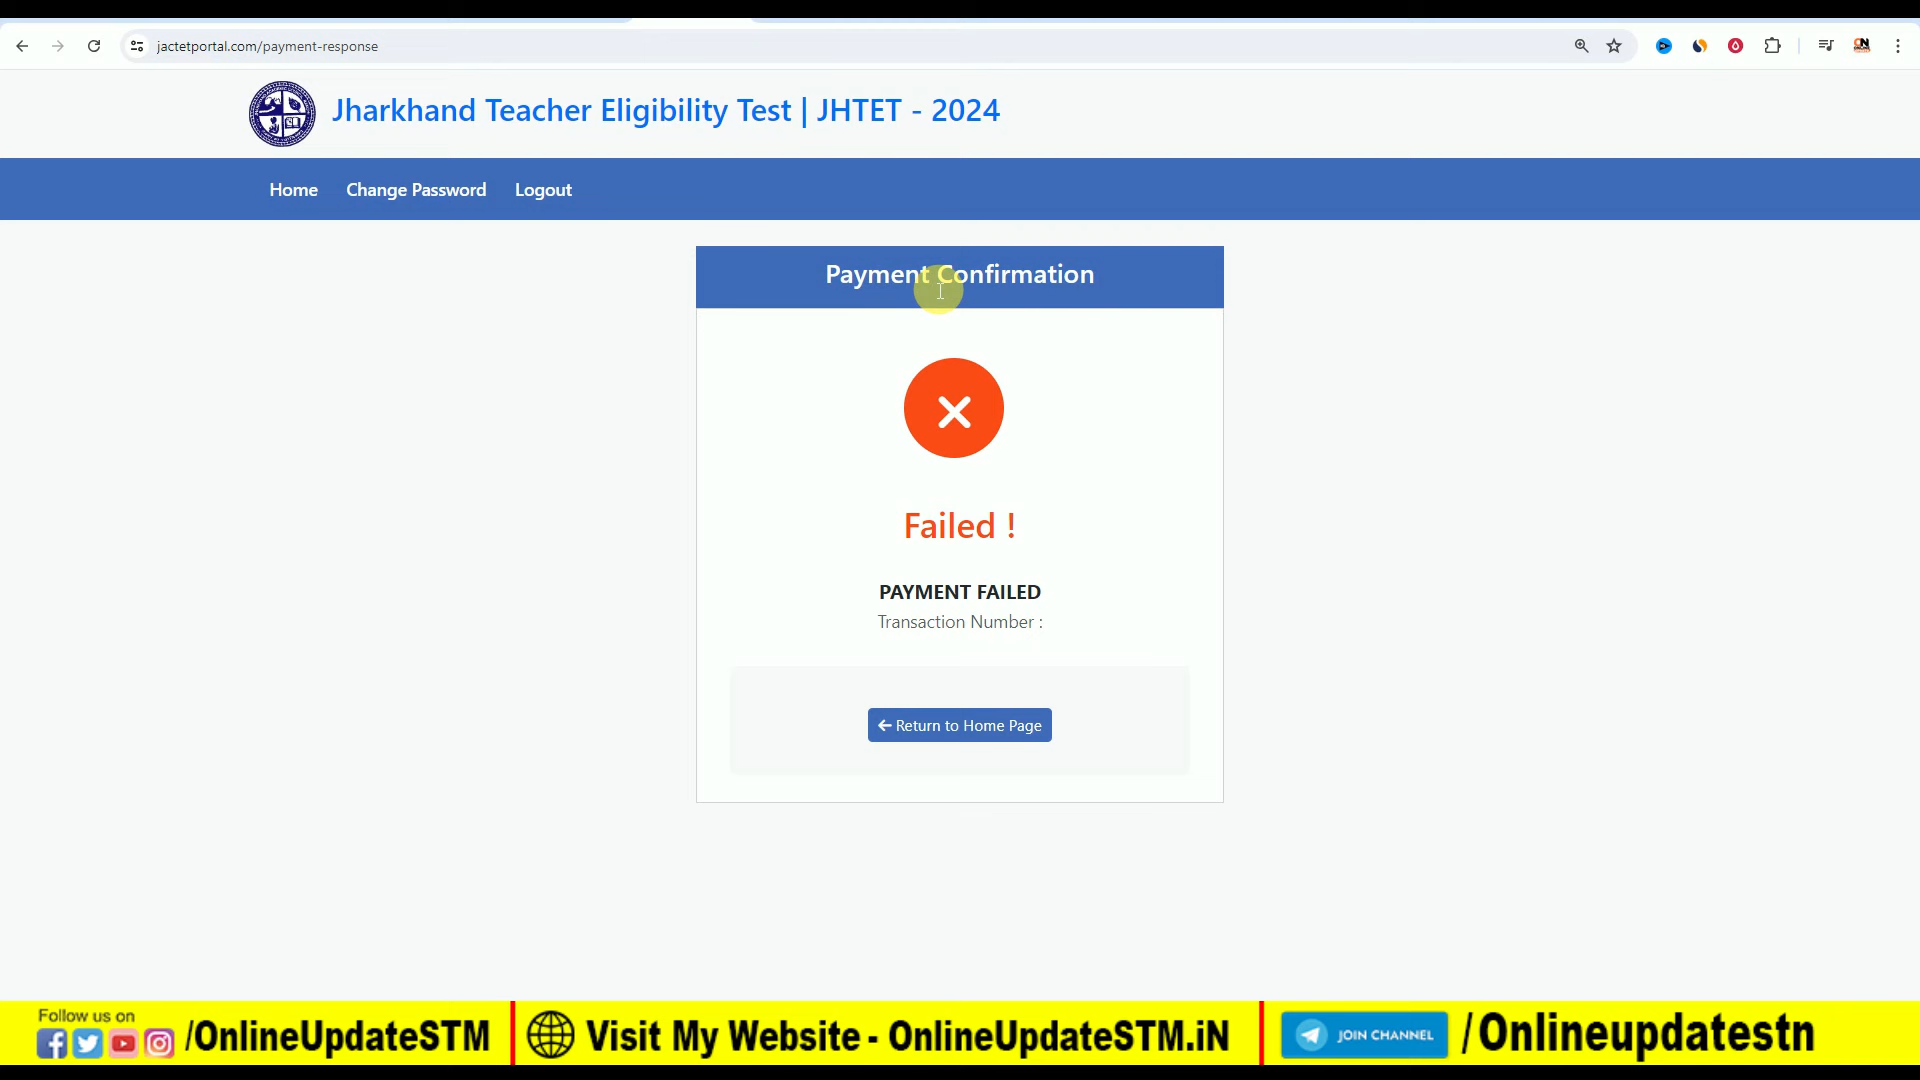 jactetportal.com/payment-response
Jharkhand Teacher Eligibility Test | JHTET - 2024
Home Change Password Logout
Payment Confirmation
Failed !
PAYMENT FAILED
Transaction Number :
Return to Home Page
Follow us on
/OnlineUpdateSTM
Visit My Website - OnlineUpdateSTM.iN
JOIN CHANNEL
/Onlineupdatestn